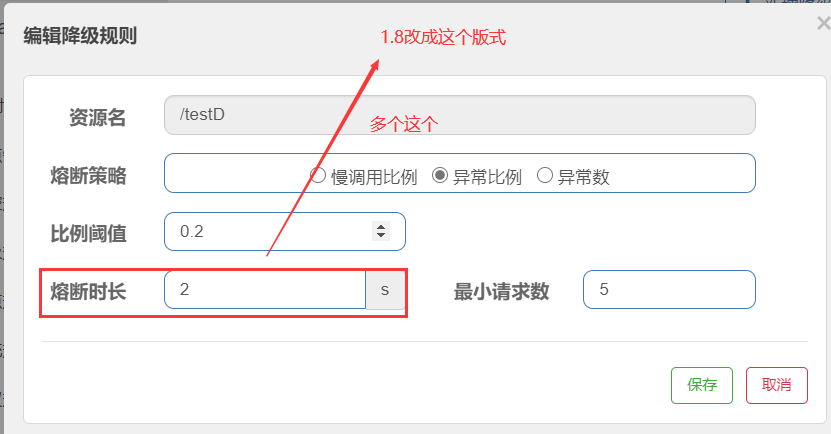 编辑降级规则
1.8改成这个版式
×
资源名
/testD
多个这个
熔断策略
慢调用比例
异常比例
异常数
比例阈值
0.2
熔断时长
2
s
最小请求数
5
保存
取消